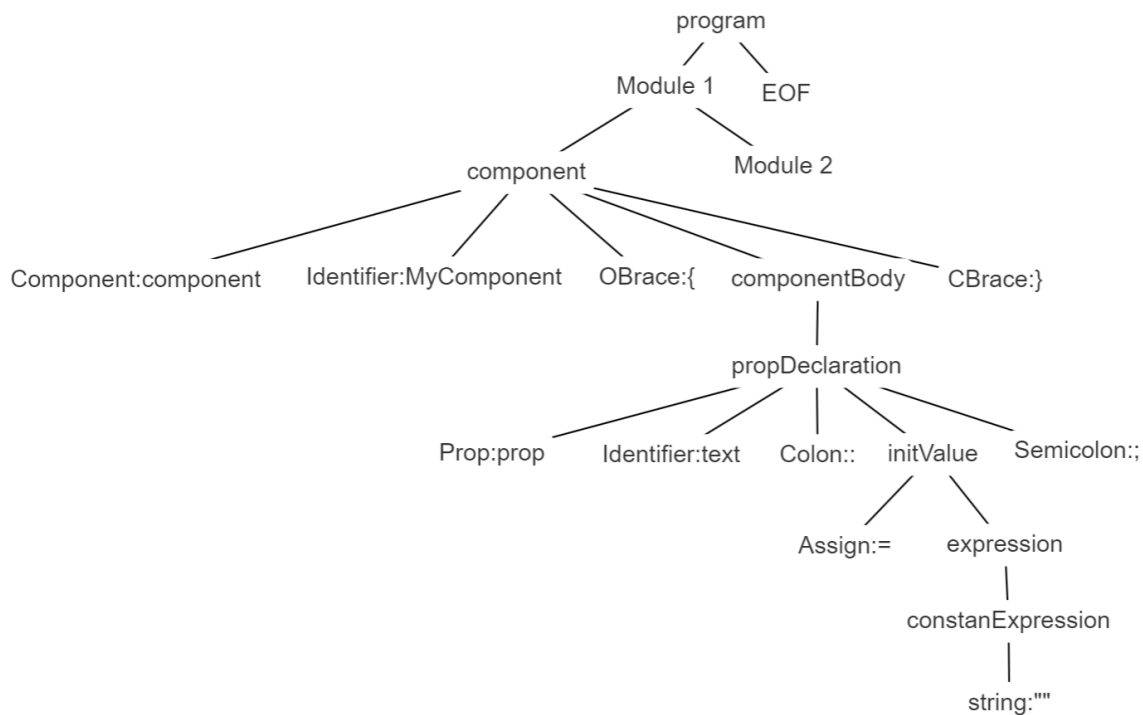 program
Module 1
EOF
component
Module 2
Component:component
Identifier:MyComponent
OBrace:{
componentBody
CBrace:}
propDeclaration
Prop:prop
Identifier:text
Colon::
initValue
Semicolon:;
Assign:=
expression
constanExpression
string:""